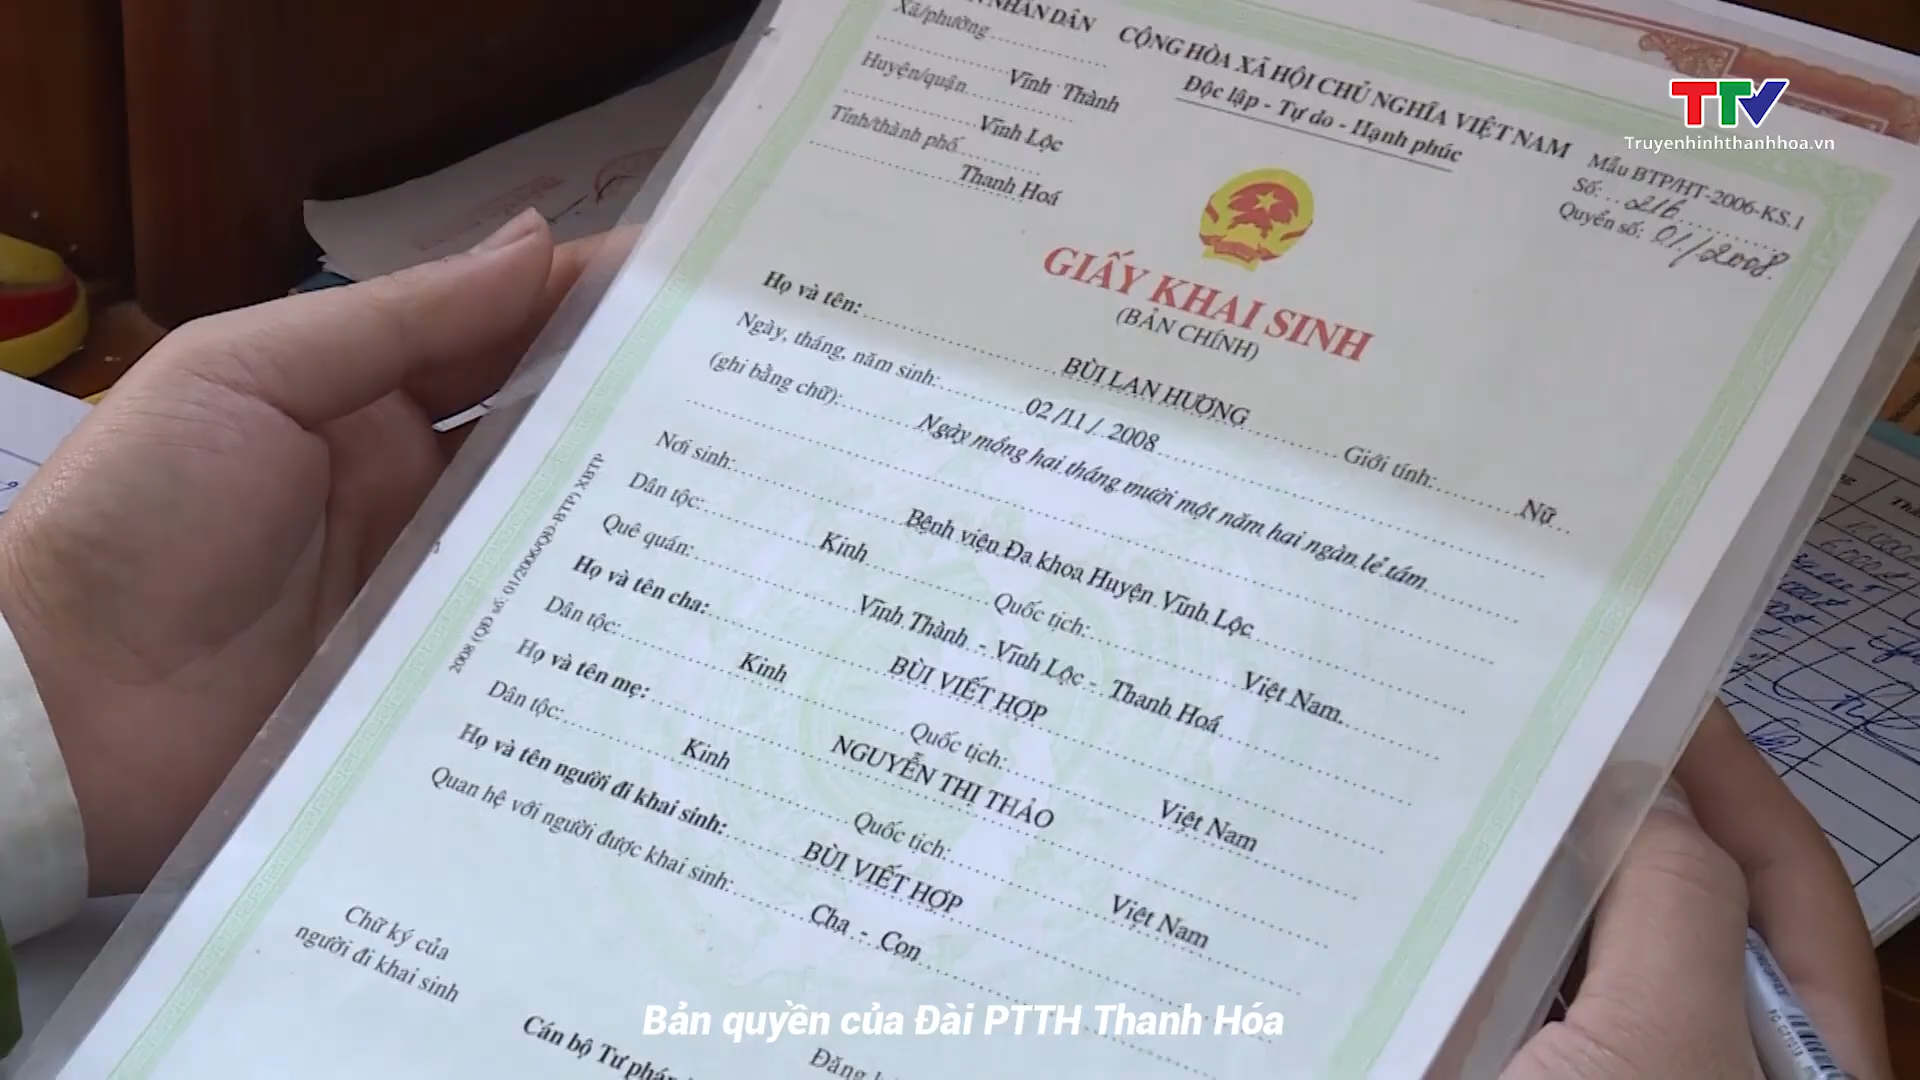 NHÂN DÂN
CỘNG HÒA XÃ HỘI CHỦ NGHĨA VIỆT NAM
Độc lập - Tự do - Hạnh phúc
Xã/phường
Vĩnh Thành
Huyện/quận
Vĩnh Lộc
Tỉnh/thành phố
Thanh Hoá
TTV
Truyenhinhthanhhoa.vn
Mẫu BTP/HT-2006-KS.1
Số: 216
Quyển số: 01/2008
GIẤY KHAI SINH
(BẢN CHÍNH)
Họ và tên: BÙI LAN HƯƠNG Giới tính: Nữ
Ngày, tháng, năm sinh: 02/11/ 2008
(ghi bằng chữ): Ngày mồng hai tháng mười một năm hai ngàn lẻ tám
Nơi sinh: Bệnh viện Đa khoa Huyện Vĩnh Lộc
Dân tộc: Kinh Quốc tịch: Việt Nam
Quê quán: Vĩnh Thành - Vĩnh Lộc - Thanh Hoá
Họ và tên cha: BÙI VIẾT HỢP
Dân tộc: Kinh Quốc tịch: Việt Nam
Họ và tên mẹ: NGUYỄN THỊ THẢO
Dân tộc: Kinh Quốc tịch: Việt Nam
Họ và tên người đi khai sinh: BÙI VIẾT HỢP
Quan hệ với người được khai sinh: Cha - Con
2008 (QĐ số: 01/2006/QĐ-BTP) XBTP
Chữ ký của
người đi khai sinh
Cán bộ Tư pháp
Bản quyền của Đài PTTH Thanh Hóa